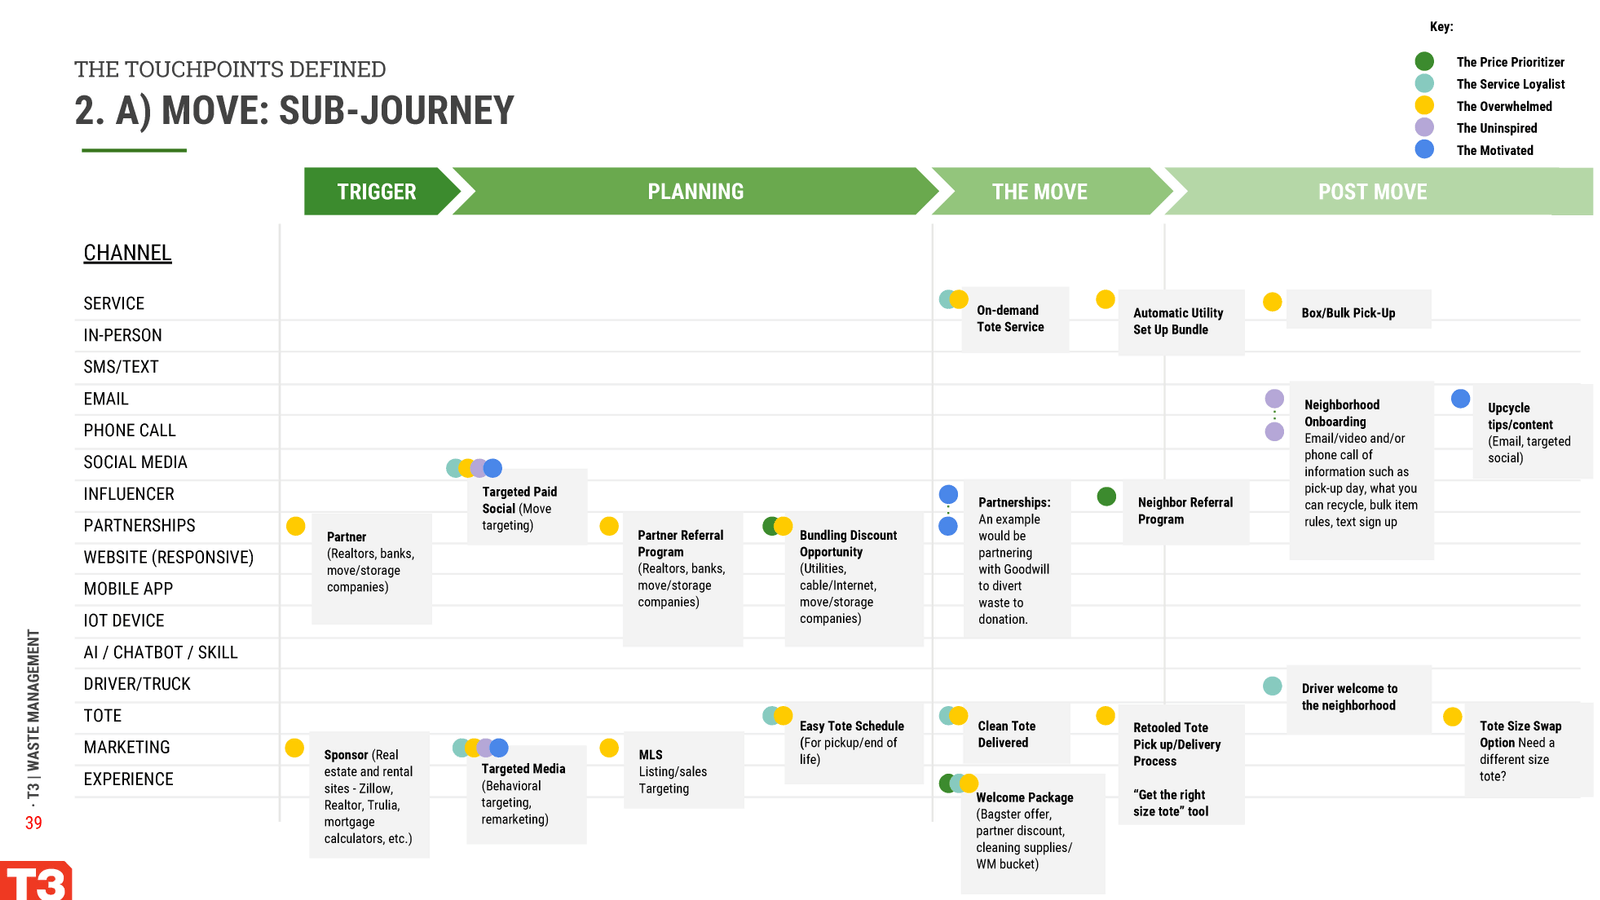 Key:
The Price Prioritizer
The Service Loyalist
The Overwhelmed
The Uninspired
The Motivated
THE TOUCHPOINTS DEFINED
2. A) MOVE: SUB-JOURNEY
TRIGGER
PLANNING
THE MOVE
POST MOVE
CHANNEL
SERVICE
IN-PERSON
SMS/TEXT
EMAIL
PHONE CALL
SOCIAL MEDIA
INFLUENCER
PARTNERSHIPS
WEBSITE (RESPONSIVE)
MOBILE APP
IOT DEVICE
AI / CHATBOT / SKILL
DRIVER/TRUCK
TOTE
MARKETING
EXPERIENCE
Partner
(Realtors, banks,
move/storage
companies)
Sponsor (Real
estate and rental
sites - Zillow,
Realtor, Trulia,
mortgage
calculators, etc.)
Targeted Paid
Social (Move
targeting)
Targeted Media
(Behavioral
targeting,
remarketing)
Partner Referral
Program
(Realtors, banks,
move/storage
companies)
MLS
Listing/sales
Targeting
Bundling Discount
Opportunity
(Utilities,
cable/Internet,
move/storage
companies)
Easy Tote Schedule
(For pickup/end of
life)
On-demand
Tote Service
Partnerships:
An example
would be
partnering
with Goodwill
to divert
waste to
donation.
Clean Tote
Delivered
Welcome Package
(Bagster offer,
partner discount,
cleaning supplies/
WM bucket)
Automatic Utility
Set Up Bundle
Neighbor Referral
Program
Retooled Tote
Pick up/Delivery
Process
“Get the right
size tote” tool
Box/Bulk Pick-Up
Neighborhood
Onboarding
Email/video and/or
phone call of
information such as
pick-up day, what you
can recycle, bulk item
rules, text sign up
Driver welcome to
the neighborhood
Upcycle
tips/content
(Email, targeted
social)
Tote Size Swap
Option Need a
different size
tote?
· T3 | WASTE MANAGEMENT
39
T3